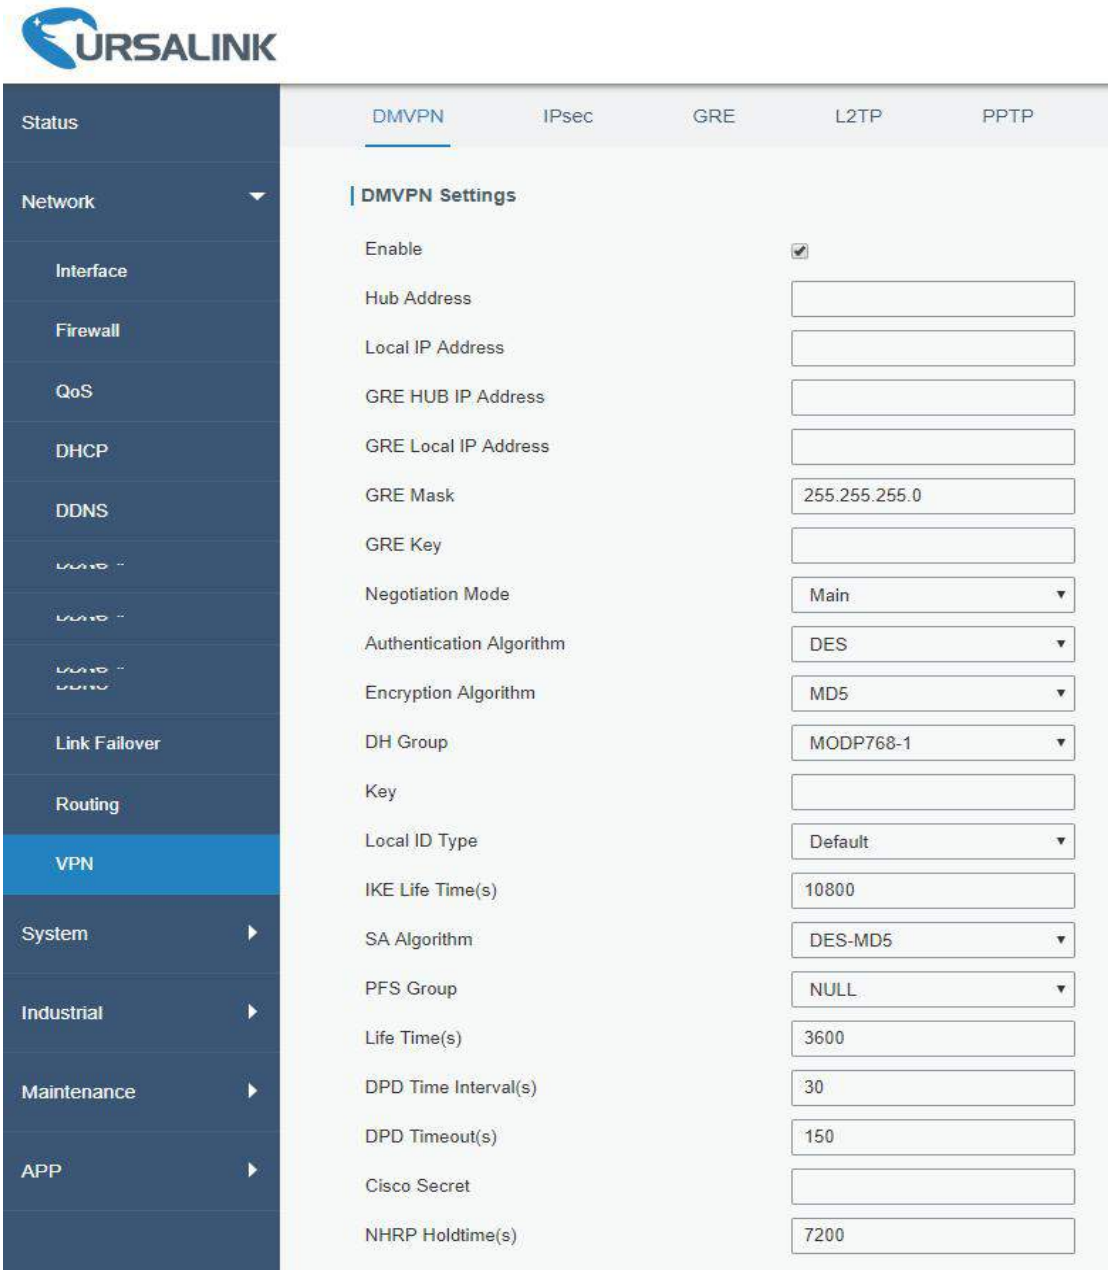 URSALINK
Status
Network
Interface
Firewall
QoS
DHCP
DDNS
Link Failover
Routing
VPN
System
Industrial
Maintenance
APP
DMVPN IPsec GRE L2TP PPTP
DMVPN Settings
Enable
Hub Address
Local IP Address
GRE HUB IP Address
GRE Local IP Address
GRE Mask 255.255.255.0
GRE Key
Negotiation Mode Main
Authentication Algorithm DES
Encryption Algorithm MD5
DH Group MODP768-1
Key
Local ID Type Default
IKE Life Time(s) 10800
SA Algorithm DES-MD5
PFS Group NULL
Life Time(s) 3600
DPD Time Interval(s) 30
DPD Timeout(s) 150
Cisco Secret
NHRP Holdtime(s) 7200